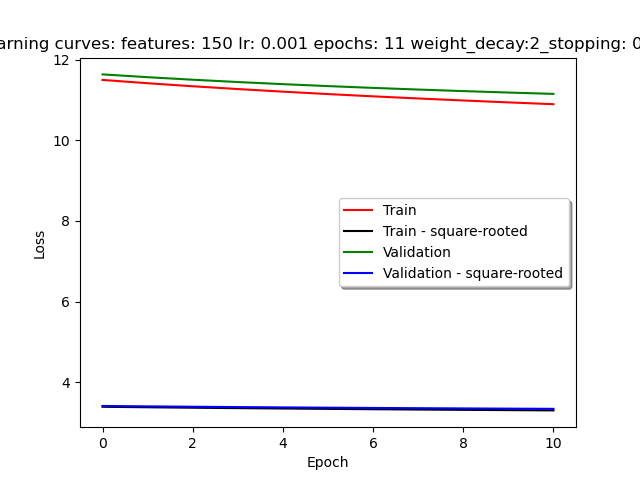 arning curves: features: 150 lr: 0.001 epochs: 11 weight_decay:2_stopping: 0
12
10
8
6
4
Loss
Train
Train - square-rooted
Validation
Validation - square-rooted
0 2 4 6 8 10
Epoch